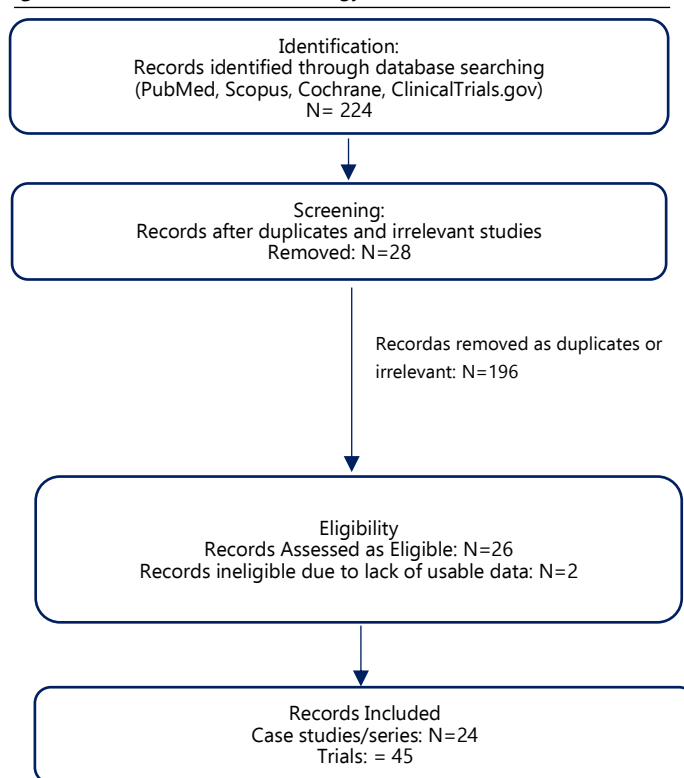 Identification:
Records identified through database searching
(PubMed, Scopus, Cochrane, ClinicalTrials.gov)
N= 224
Screening:
Records after duplicates and irrelevant studies
Removed: N=28
Recordas removed as duplicates or
irrelevant: N=196
Eligibility
Records Assessed as Eligible: N=26
Records ineligible due to lack of usable data: N=2
Records Included
Case studies/series: N=24
Trials: = 45